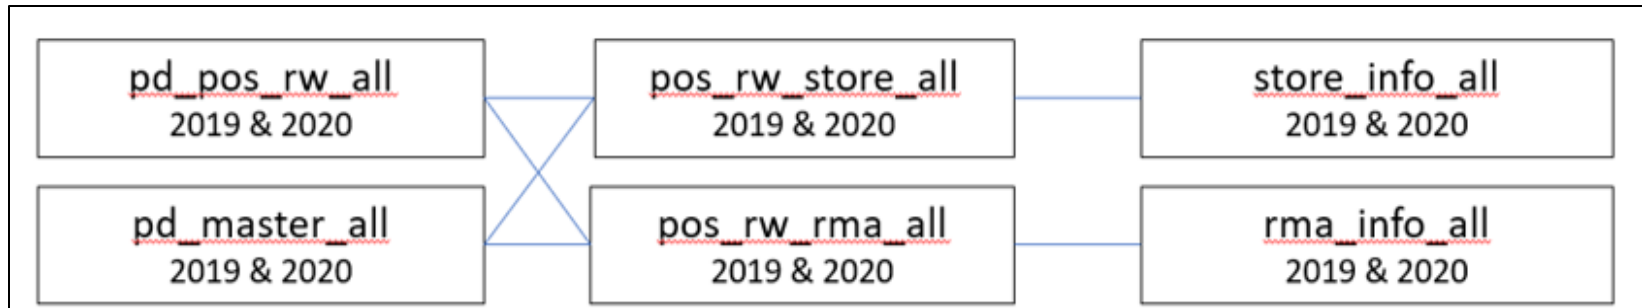 pd_pos_rw_all
2019 & 2020
pos_rw_store_all
2019 & 2020
store_info_all
2019 & 2020
pd_master_all
2019 & 2020
pos_rw_rma_all
2019 & 2020
rma_info_all
2019 & 2020